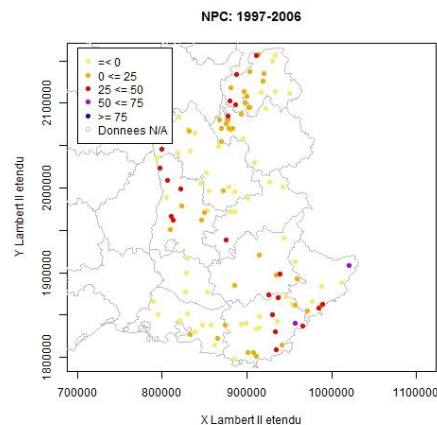 NPC: 1997-2006
=< 0
0 <= 25
25 <= 50
50 <= 75
>= 75
Donnees N/A
Y Lambert II etendu
2100000
2000000
1900000
1800000
700000 800000 900000 1000000 1100000
X Lambert II etendu